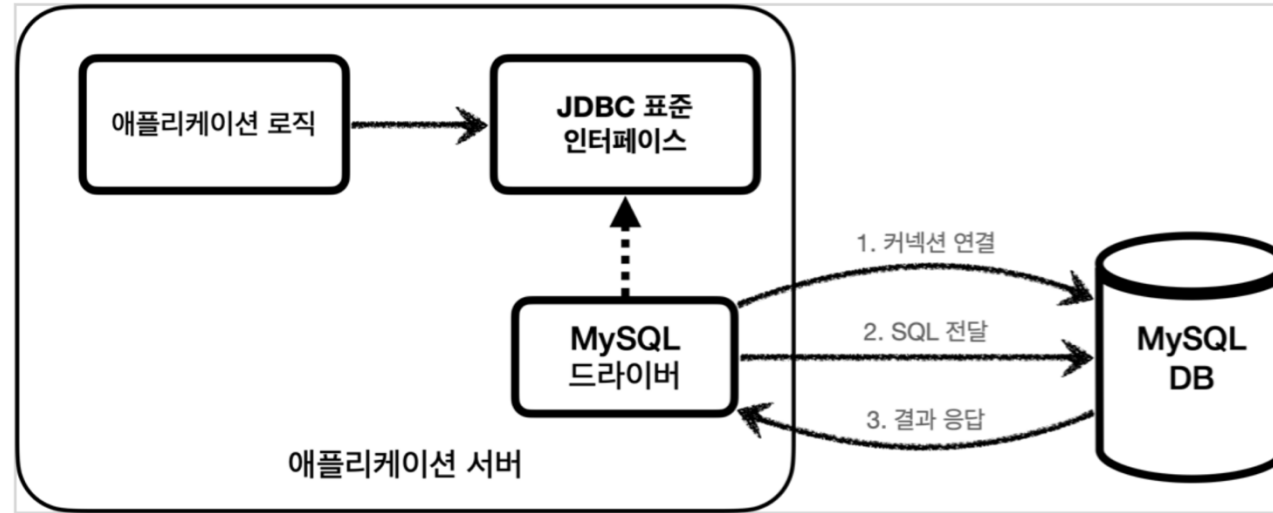 애플리케이션 로직
JDBC 표준
인터페이스
1. 커넥션 연결
MySQL
드라이버
2. SQL 전달
MySQL
DB
3. 결과 응답
애플리케이션 서버